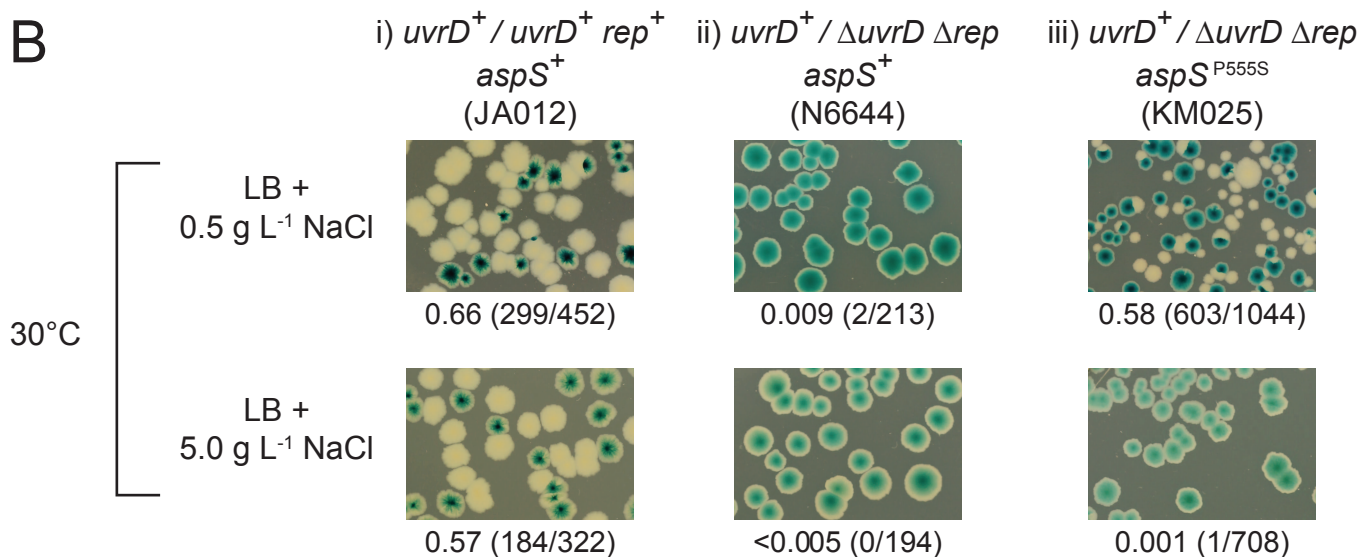 B
i) uvrD⁺ / uvrD⁺ rep⁺
aspS⁺
(JA012)
ii) uvrD⁺ / ΔuvrD Δrep
aspS⁺
(N6644)
iii) uvrD⁺ / ΔuvrD Δrep
aspS^P555S
(KM025)
30°C
LB +
0.5 g L⁻¹ NaCl
0.66 (299/452)
0.009 (2/213)
0.58 (603/1044)
LB +
5.0 g L⁻¹ NaCl
0.57 (184/322)
<0.005 (0/194)
0.001 (1/708)